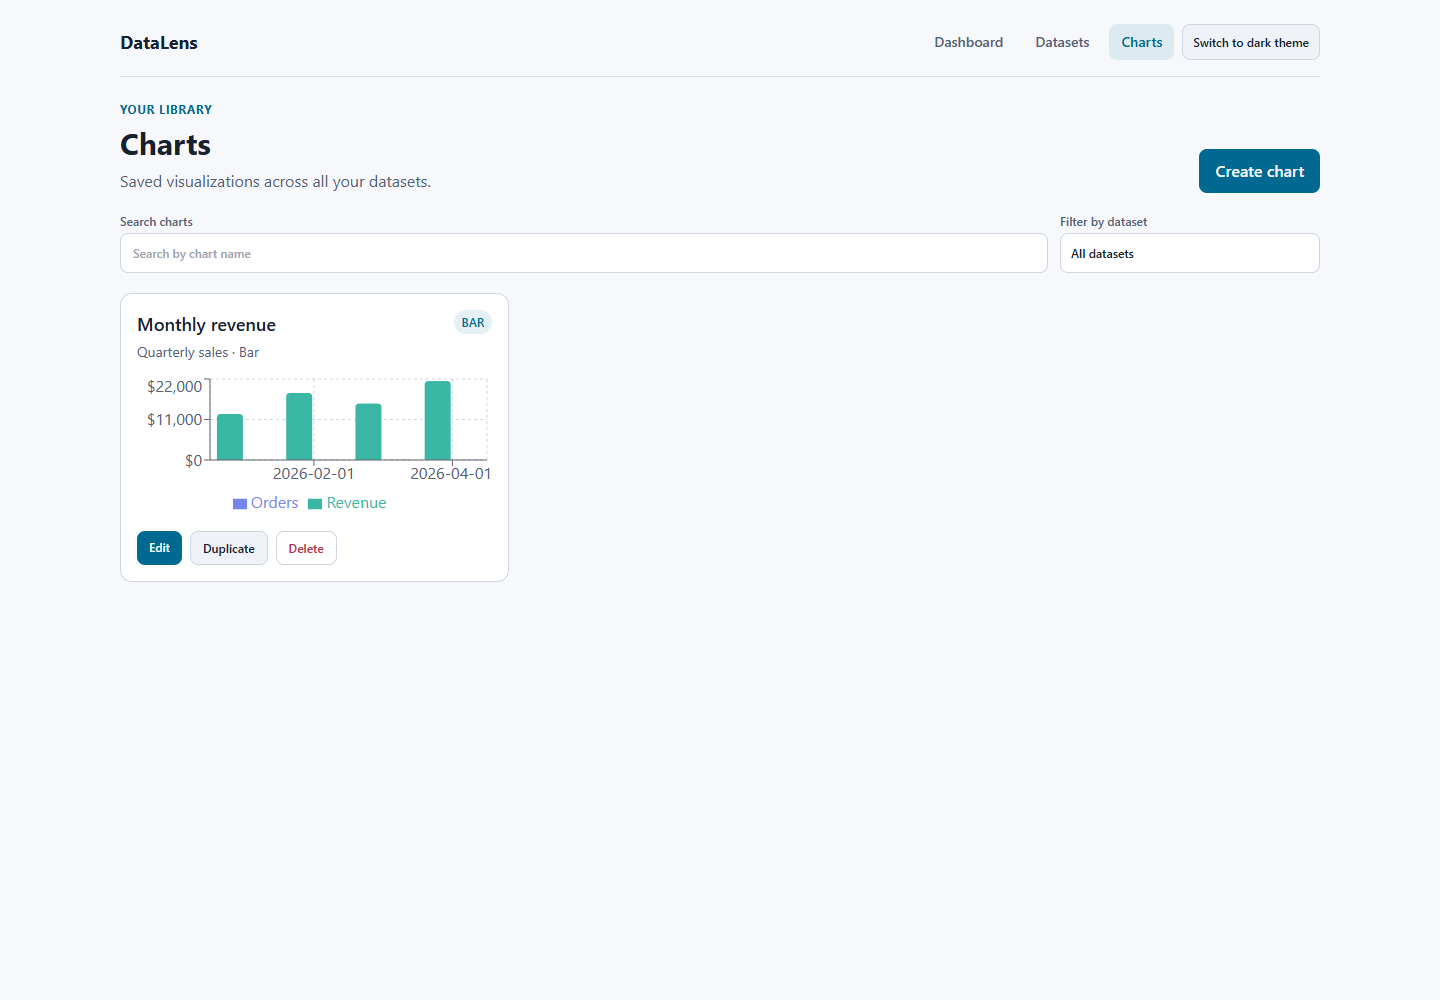 DataLens
Dashboard
Datasets
Charts
Switch to dark theme
YOUR LIBRARY
Charts
Saved visualizations across all your datasets.
Create chart
Search charts
Filter by dataset
Search by chart name
All datasets
Monthly revenue
BAR
Quarterly sales · Bar
$22,000
$11,000
$0
2026-02-01
2026-04-01
Orders
Revenue
Edit
Duplicate
Delete